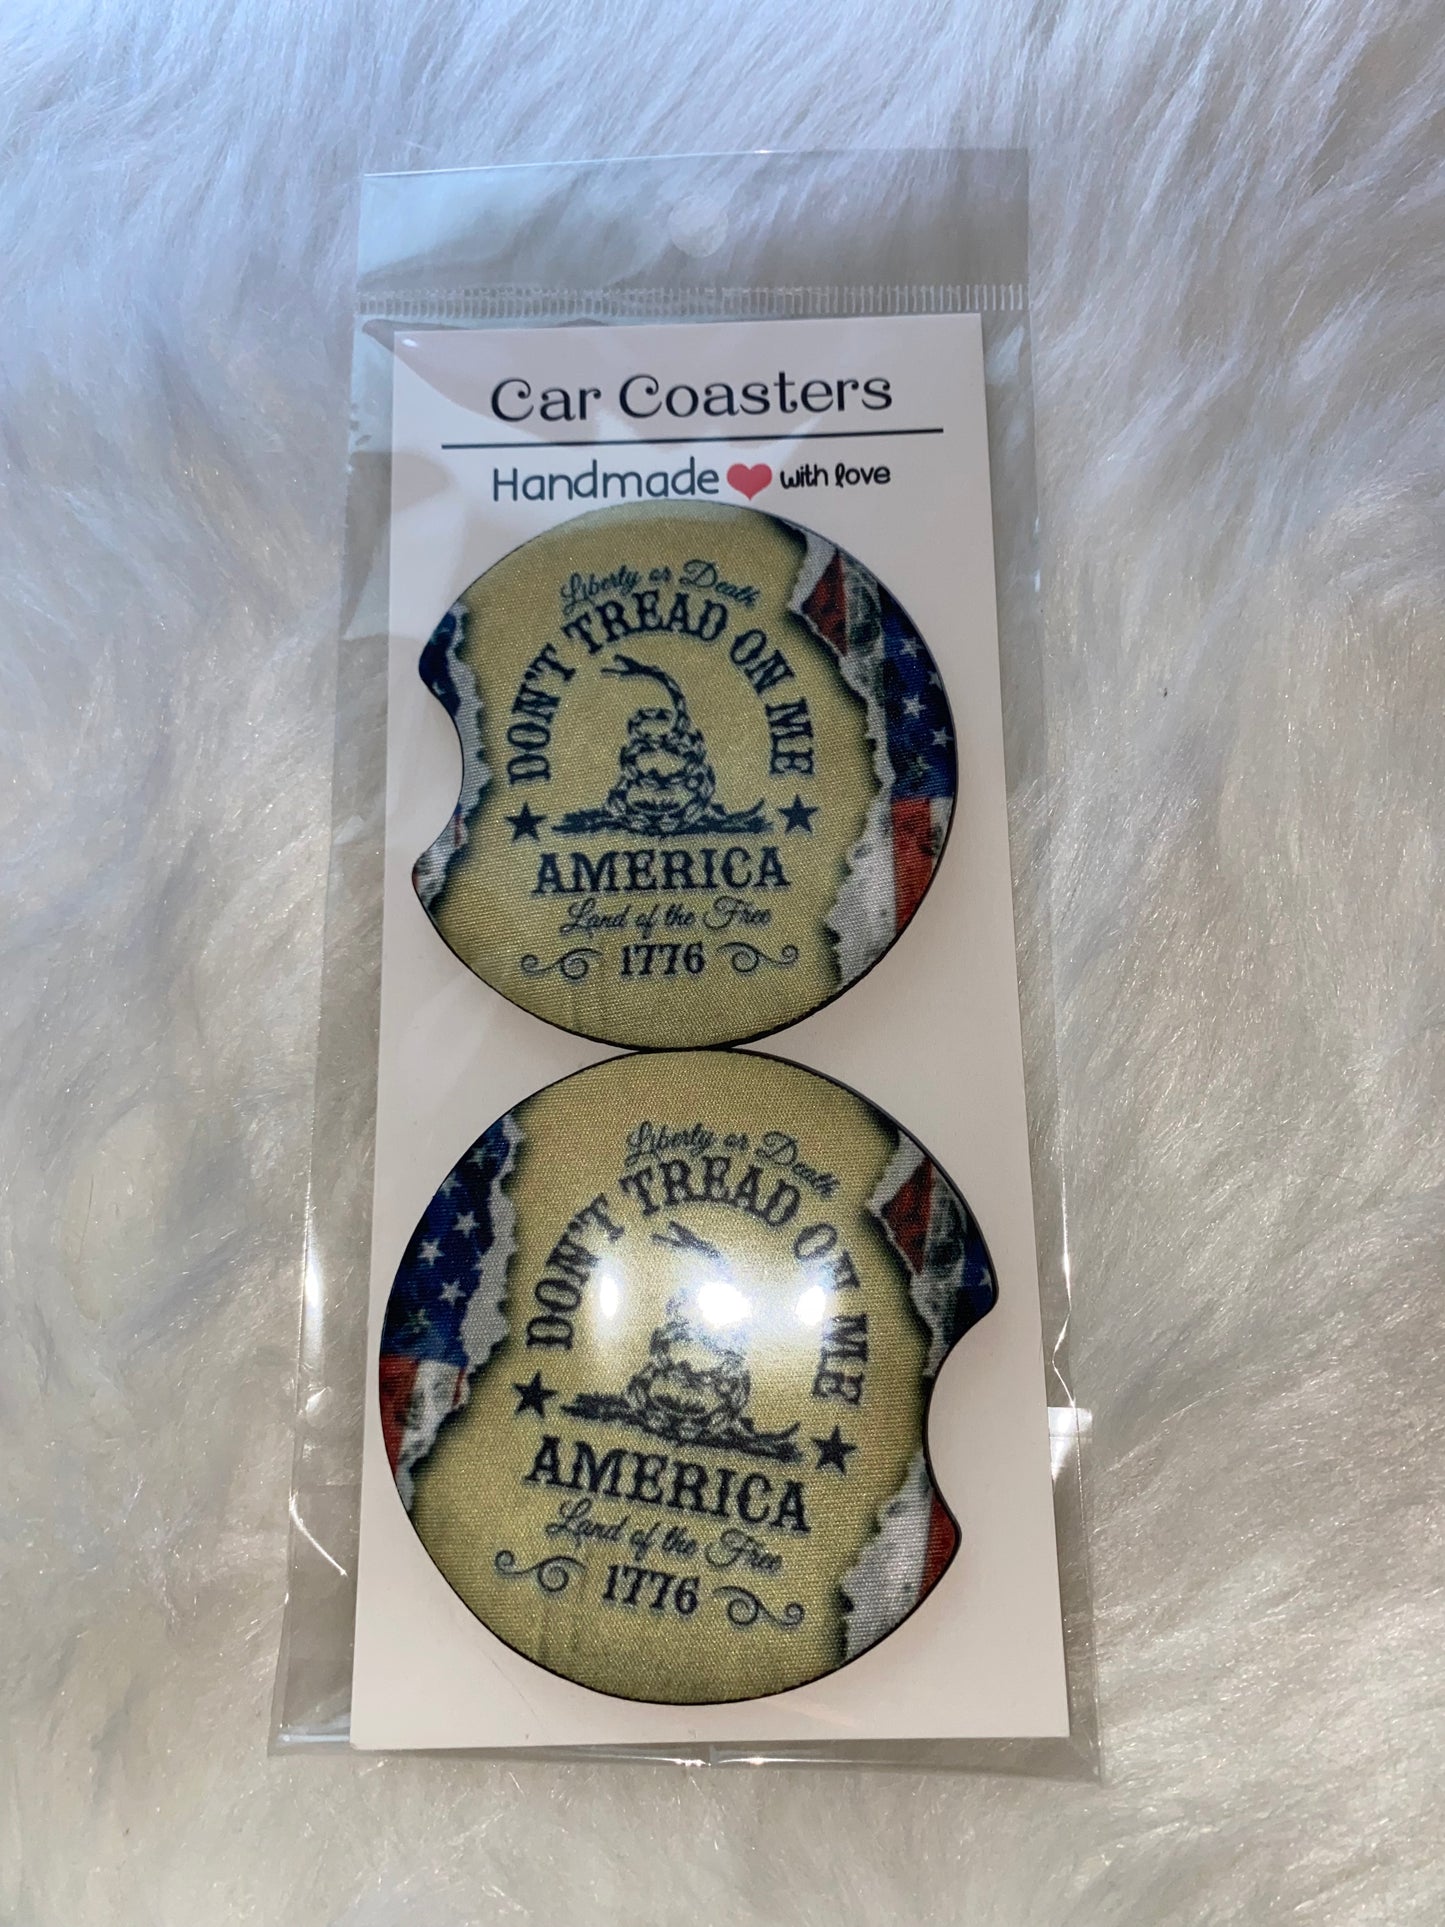 Car Coasters
Handmade with love
Liberty or Death
DON'T TREAD ON ME
AMERICA
Land of the Free
1776
Liberty or Death
DON'T TREAD ON ME
AMERICA
Land of the Free
1776